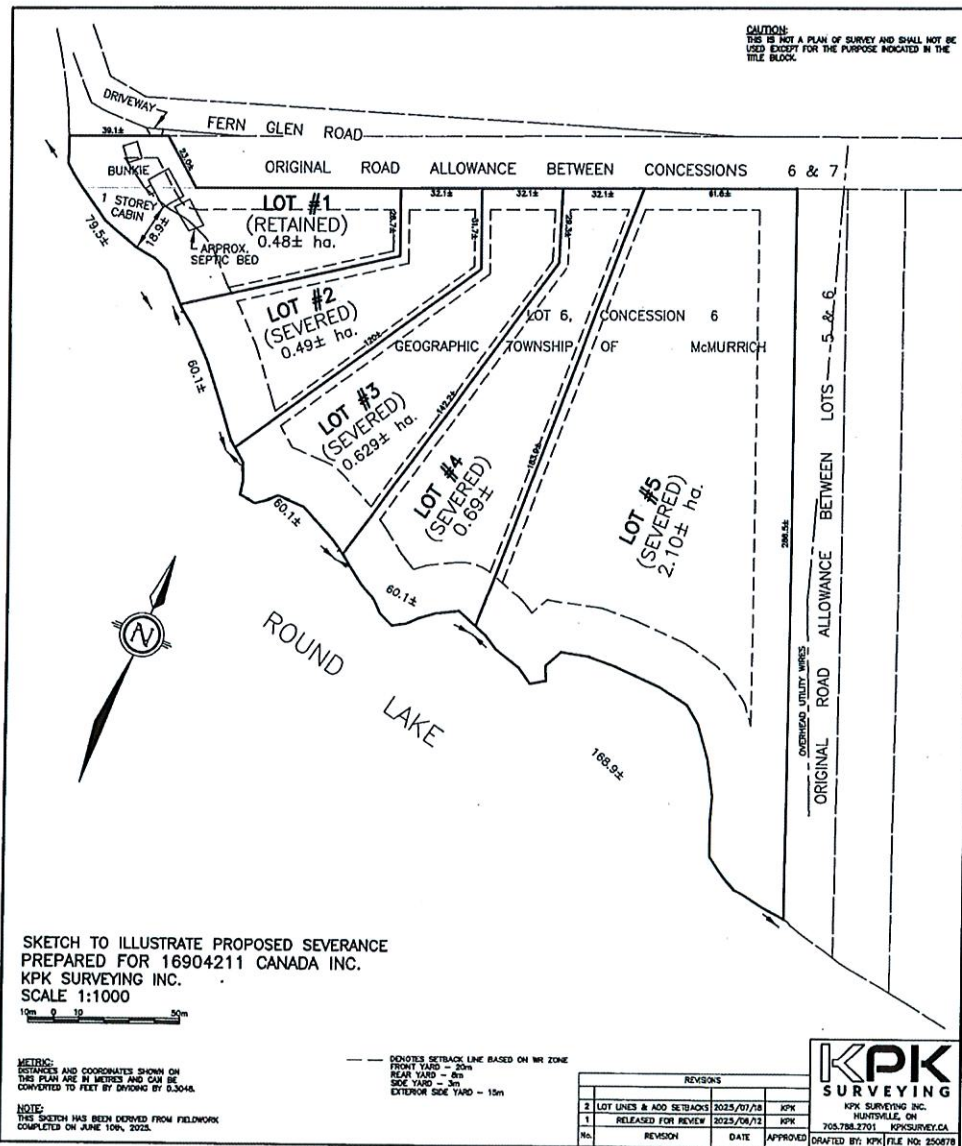 CAUTION:
THIS IS NOT A PLAN OF SURVEY AND SHALL NOT BE
USED EXCEPT FOR THE PURPOSE INDICATED IN THE
TITLE BLOCK.
DRIVEWAY
FERN GLEN ROAD
39.1±
23.0±
ORIGINAL ROAD ALLOWANCE BETWEEN CONCESSIONS 6 & 7
BUNKIE
1 STOREY
CABIN
79.5±
18.9±
APPROX.
SEPTIC BED
LOT #1
(RETAINED)
0.48± ha.
32.1±
32.1±
32.1±
61.6±
LOT #2
(SEVERED)
0.49± ha.
120±
60.1±
LOT 6, CONCESSION 6
GEOGRAPHIC TOWNSHIP OF McMURRICH
LOT #3
(SEVERED)
0.629± ha.
142.2±
60.1±
LOT #4
(SEVERED)
0.69±
183.9±
60.1±
LOT #5
(SEVERED)
2.10± ha.
168.9±
OVERHEAD UTILITY WIRES
ORIGINAL ROAD ALLOWANCE BETWEEN LOTS 5 & 6
N
ROUND
LAKE
SKETCH TO ILLUSTRATE PROPOSED SEVERANCE
PREPARED FOR 16904211 CANADA INC.
KPK SURVEYING INC.
SCALE 1:1000
10m 0 10 50m
METRIC:
DISTANCES AND COORDINATES SHOWN ON
THIS PLAN ARE IN METRES AND CAN BE
CONVERTED TO FEET BY DIVIDING BY 0.3048.
NOTE:
THIS SKETCH HAS BEEN DERIVED FROM FIELDWORK
COMPLETED ON JUNE 10th, 2025.
DENOTES SETBACK LINE BASED ON WR ZONE
FRONT YARD - 20m
REAR YARD - 8m
SIDE YARD - 3m
EXTERIOR SIDE YARD - 15m
REVISIONS
2 LOT LINES & ADD SETBACKS 2025/07/18 KPK
1 RELEASED FOR REVIEW 2025/06/12 KPK
No. REVISION DATE APPROVED
KPK
SURVEYING
KPK SURVEYING INC.
HUNTSVILLE, ON
705.788.2701 KPKSURVEY.CA
DRAFTED BY: KPK FILE NO: 250878